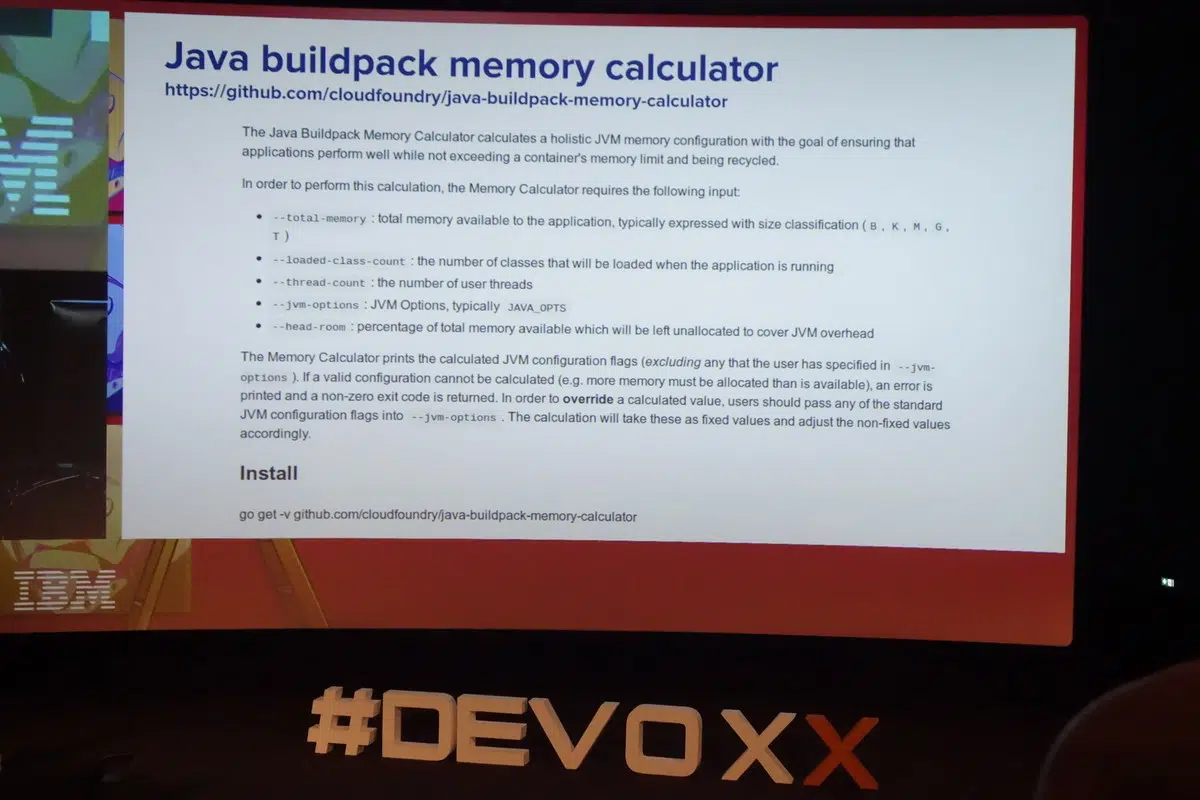 Java buildpack memory calculator
https://github.com/cloudfoundry/java-buildpack-memory-calculator
The Java Buildpack Memory Calculator calculates a holistic JVM memory configuration with the goal of ensuring that
applications perform well while not exceeding a container's memory limit and being recycled.
In order to perform this calculation, the Memory Calculator requires the following input:
• --total-memory : total memory available to the application, typically expressed with size classification ( B , K , M , G ,
T )
• --loaded-class-count : the number of classes that will be loaded when the application is running
• --thread-count : the number of user threads
• --jvm-options : JVM Options, typically JAVA_OPTS
• --head-room : percentage of total memory available which will be left unallocated to cover JVM overhead
The Memory Calculator prints the calculated JVM configuration flags (excluding any that the user has specified in --jvm-
options ). If a valid configuration cannot be calculated (e.g. more memory must be allocated than is available), an error is
printed and a non-zero exit code is returned. In order to override a calculated value, users should pass any of the standard
JVM configuration flags into --jvm-options . The calculation will take these as fixed values and adjust the non-fixed values
accordingly.
Install
go get -v github.com/cloudfoundry/java-buildpack-memory-calculator
M
IBM
#DEVOXX